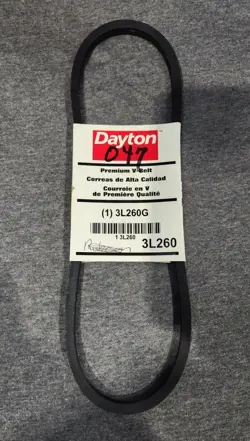 Dayton
047
Premium V-Belt
Correas de Alta Calidad
Courroie en V
de Première Qualité
(1) 3L260G
1 3L260
3L260